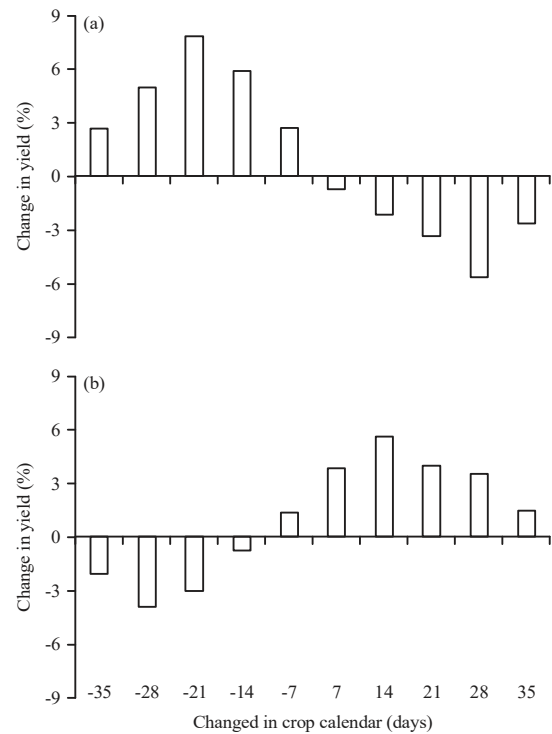 (a)
9
6
3
0
-3
-6
-9
Change in yield (%)
(b)
9
6
3
0
-3
-6
-9
Change in yield (%)
-35 -28 -21 -14 -7 7 14 21 28 35
Changed in crop calendar (days)